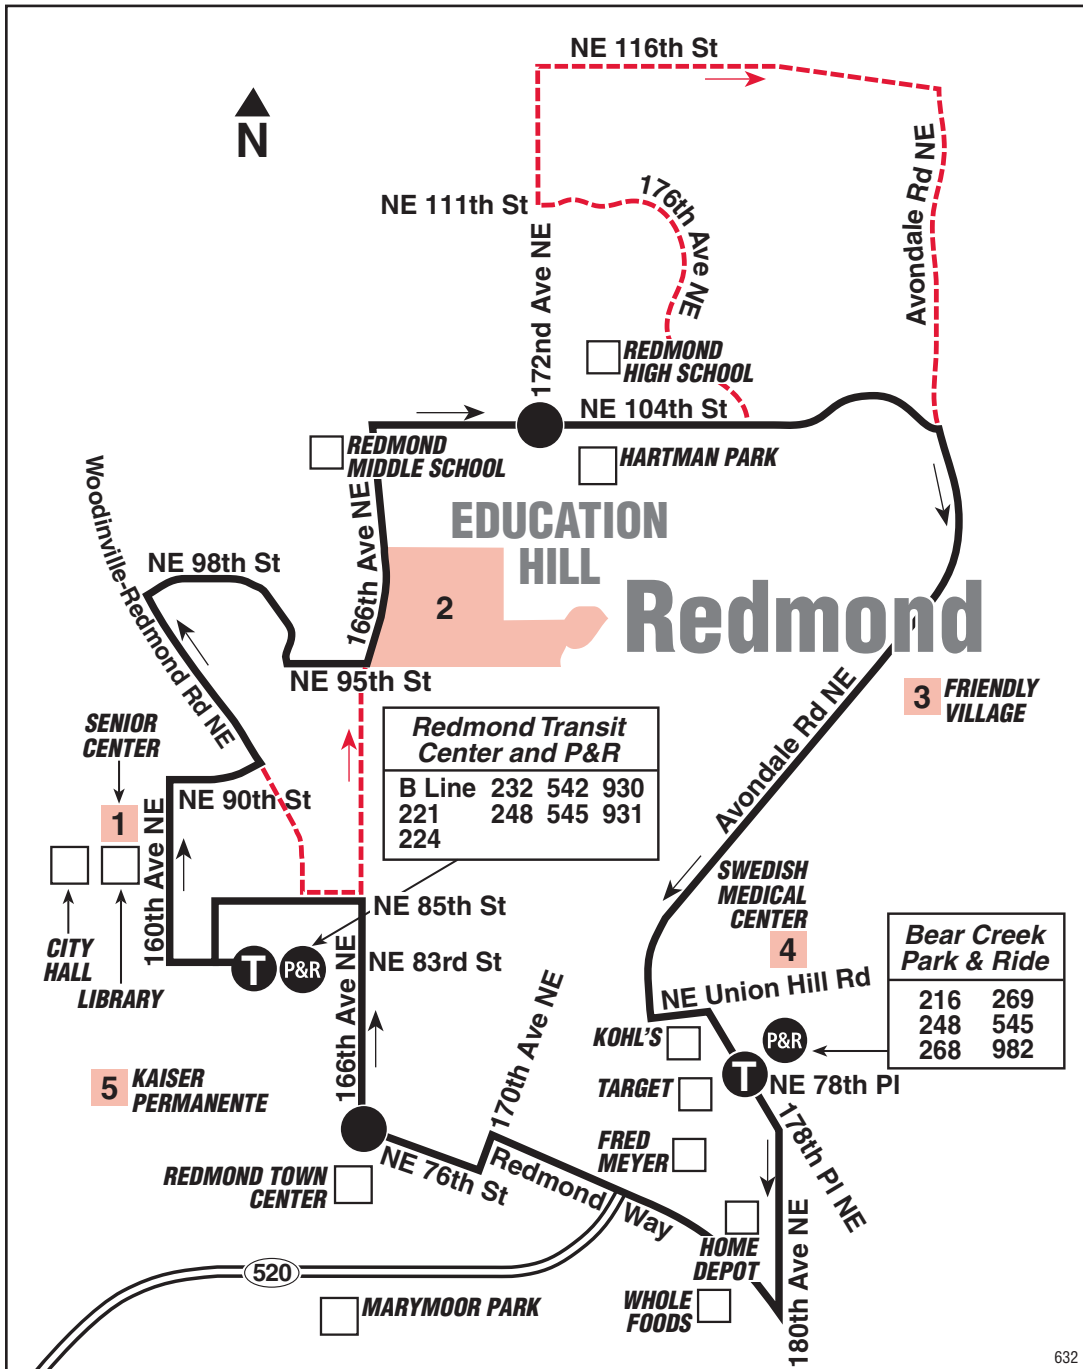 NE 116th St
N
Avondale Rd NE
176th Ave NE
NE 111th St
172nd Ave NE
REDMOND
HIGH SCHOOL
NE 104th St
REDMOND
MIDDLE SCHOOL
HARTMAN PARK
Woodinville-Redmond Rd NE
166th Ave NE
EDUCATION
HILL
NE 98th St
2
Redmond
NE 95th St
3
FRIENDLY
VILLAGE
SENIOR
CENTER
Avondale Rd NE
Redmond Transit
Center and P&R
B Line 232 542 930
221 248 545 931
224
NE 90th St
1
160th Ave NE
SWEDISH
MEDICAL
CENTER
4
NE 85th St
CITY
HALL
LIBRARY
T
P&R
NE 83rd St
Bear Creek
Park & Ride
216 269
248 545
268 982
166th Ave NE
170th Ave NE
NE Union Hill Rd
KOHL'S
P&R
T
NE 78th Pl
5
KAISER
PERMANENTE
TARGET
178th Pl NE
FRED
MEYER
NE 76th St
Redmond Way
REDMOND TOWN
CENTER
HOME
DEPOT
180th Ave NE
520
MARYMOOR PARK
WHOLE
FOODS
632